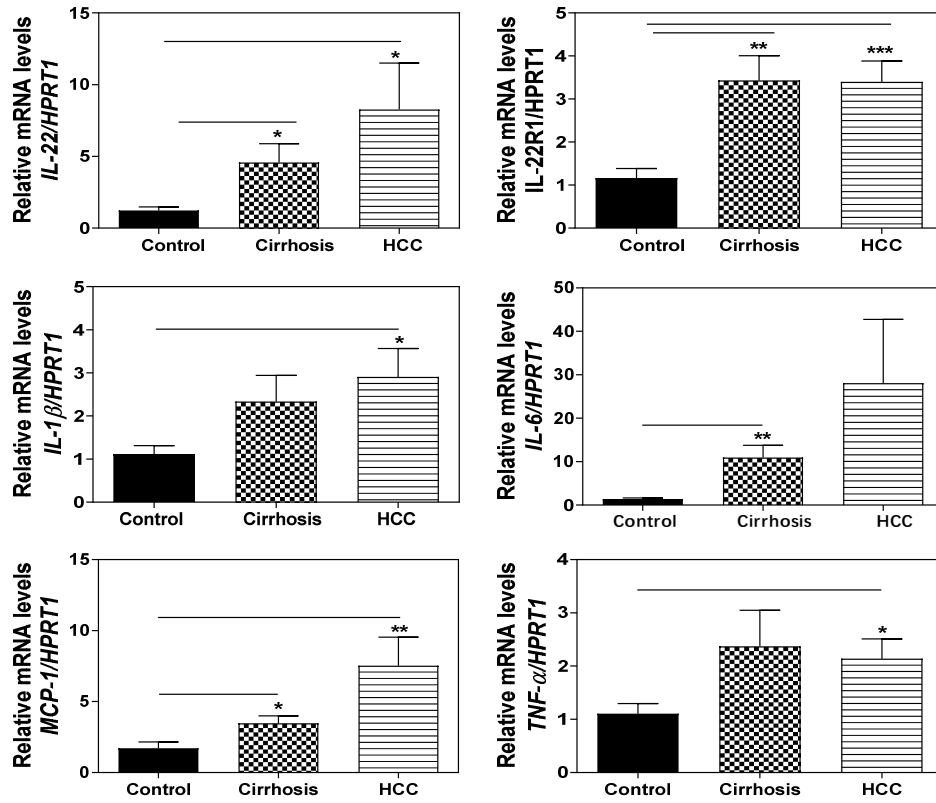 Relative mRNA levels
IL-22/HPRT1
15
10
5
0
*
*
Control Cirrhosis HCC
Relative mRNA levels
IL-22R1/HPRT1
5
4
3
2
1
0
**
***
Control Cirrhosis HCC
Relative mRNA levels
IL-1β/HPRT1
5
4
3
2
1
0
*
Control Cirrhosis HCC
Relative mRNA levels
IL-6/HPRT1
50
40
30
20
10
0
**
Control Cirrhosis HCC
Relative mRNA levels
MCP-1/HPRT1
15
10
5
0
*
**
Control Cirrhosis HCC
Relative mRNA levels
TNF-α/HPRT1
4
3
2
1
0
*
Control Cirrhosis HCC